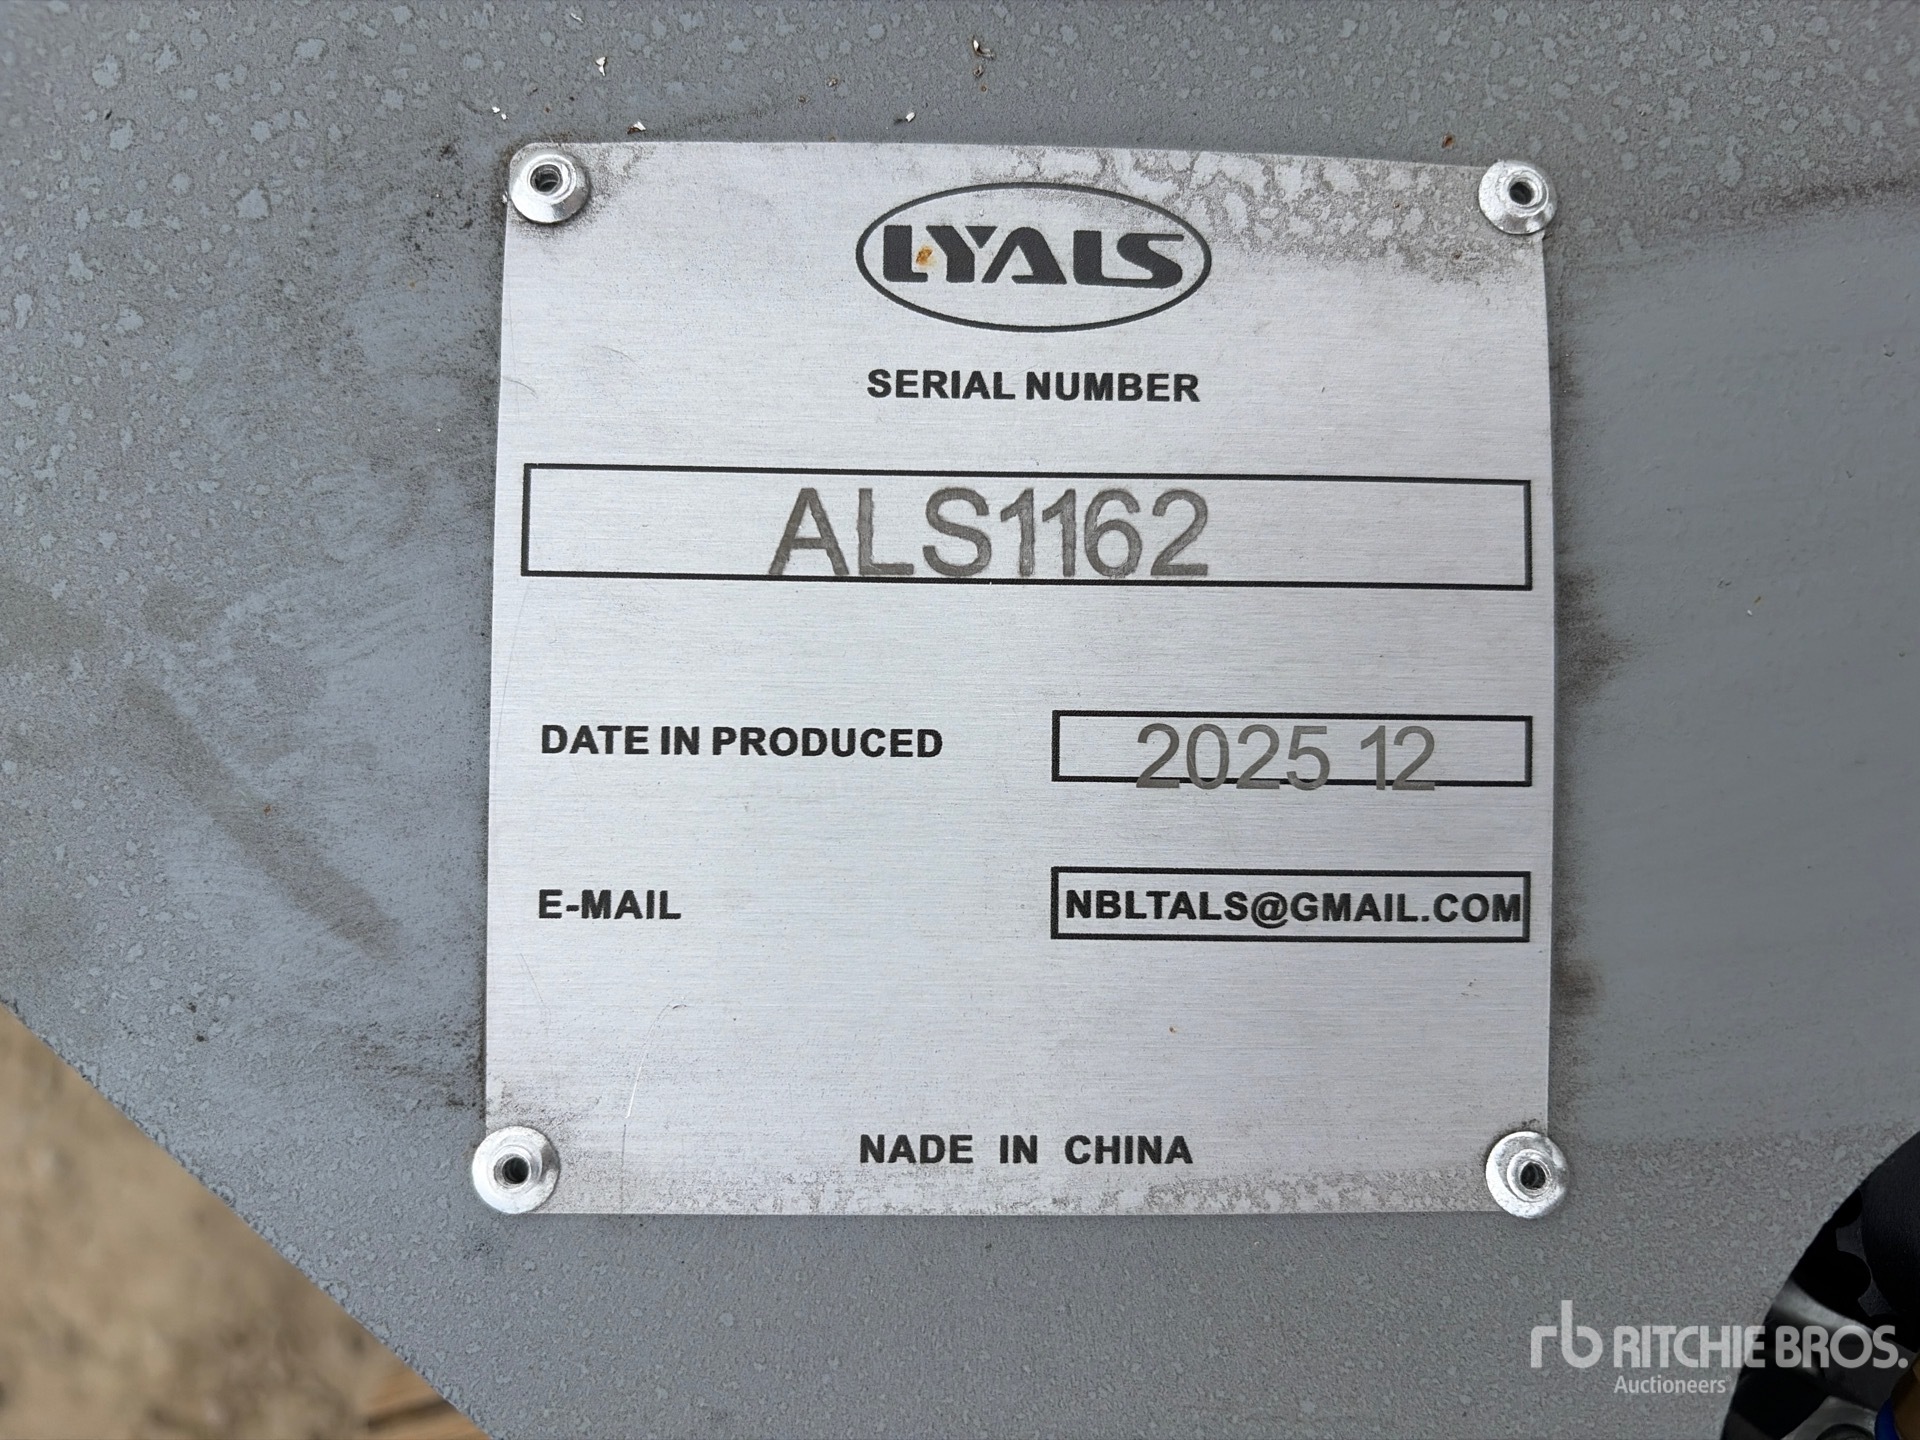 LYALS
SERIAL NUMBER
ALS1162
DATE IN PRODUCED 2025 12
E-MAIL NBLTALS@GMAIL.COM
NADE IN CHINA
rb RITCHIE BROS.
Auctioneers